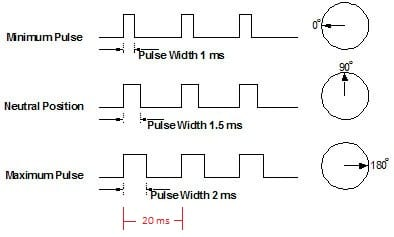 Minimum Pulse
0°
Pulse Width 1 ms
90°
Neutral Position
Pulse Width 1.5 ms
Maximum Pulse
180°
Pulse Width 2 ms
20 ms